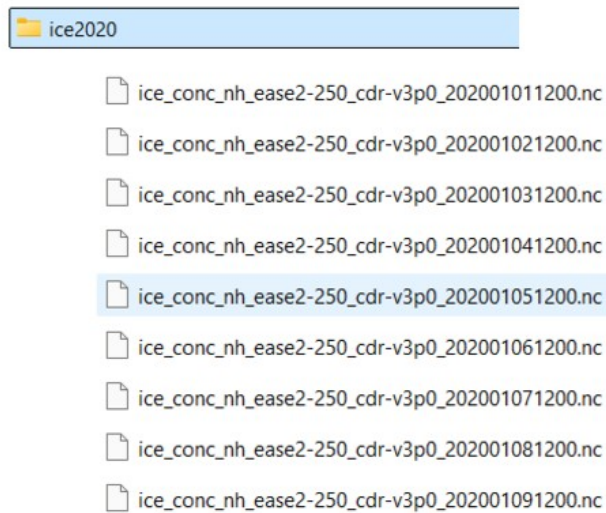 ice2020
ice_conc_nh_ease2-250_cdr-v3p0_202001011200.nc
ice_conc_nh_ease2-250_cdr-v3p0_202001021200.nc
ice_conc_nh_ease2-250_cdr-v3p0_202001031200.nc
ice_conc_nh_ease2-250_cdr-v3p0_202001041200.nc
ice_conc_nh_ease2-250_cdr-v3p0_202001051200.nc
ice_conc_nh_ease2-250_cdr-v3p0_202001061200.nc
ice_conc_nh_ease2-250_cdr-v3p0_202001071200.nc
ice_conc_nh_ease2-250_cdr-v3p0_202001081200.nc
ice_conc_nh_ease2-250_cdr-v3p0_202001091200.nc